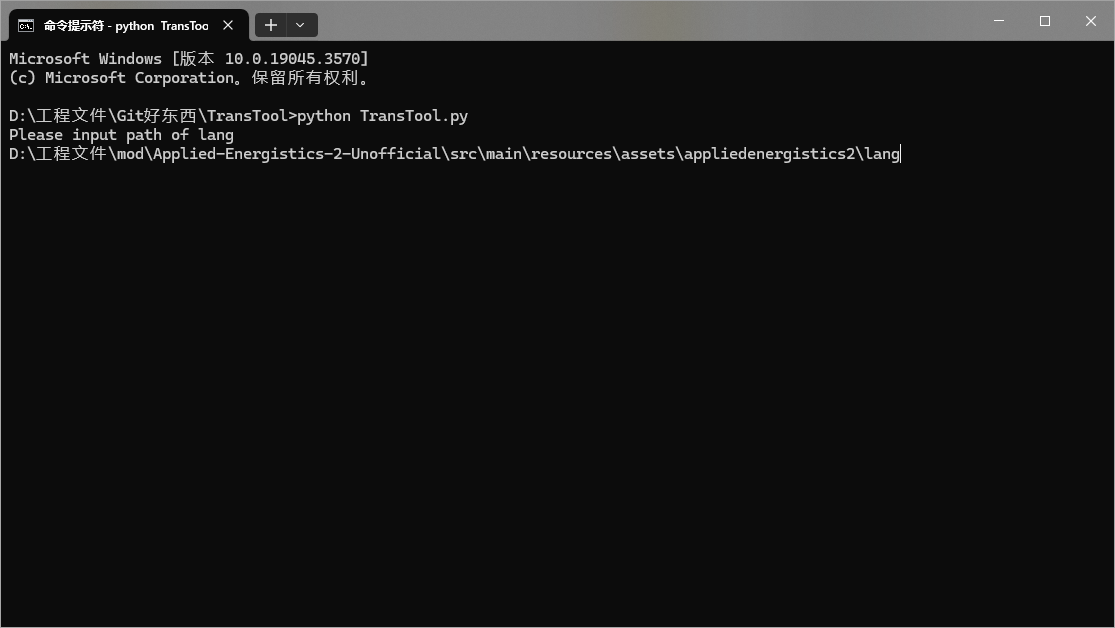 命令提示符 - python  TransToo
Microsoft Windows [版本 10.0.19045.3570]
(c) Microsoft Corporation。保留所有权利。
D:\工程文件\Git好东西\TransTool>python TransTool.py
Please input path of lang
D:\工程文件\mod\Applied-Energistics-2-Unofficial\src\main\resources\assets\appliedenergistics2\lang